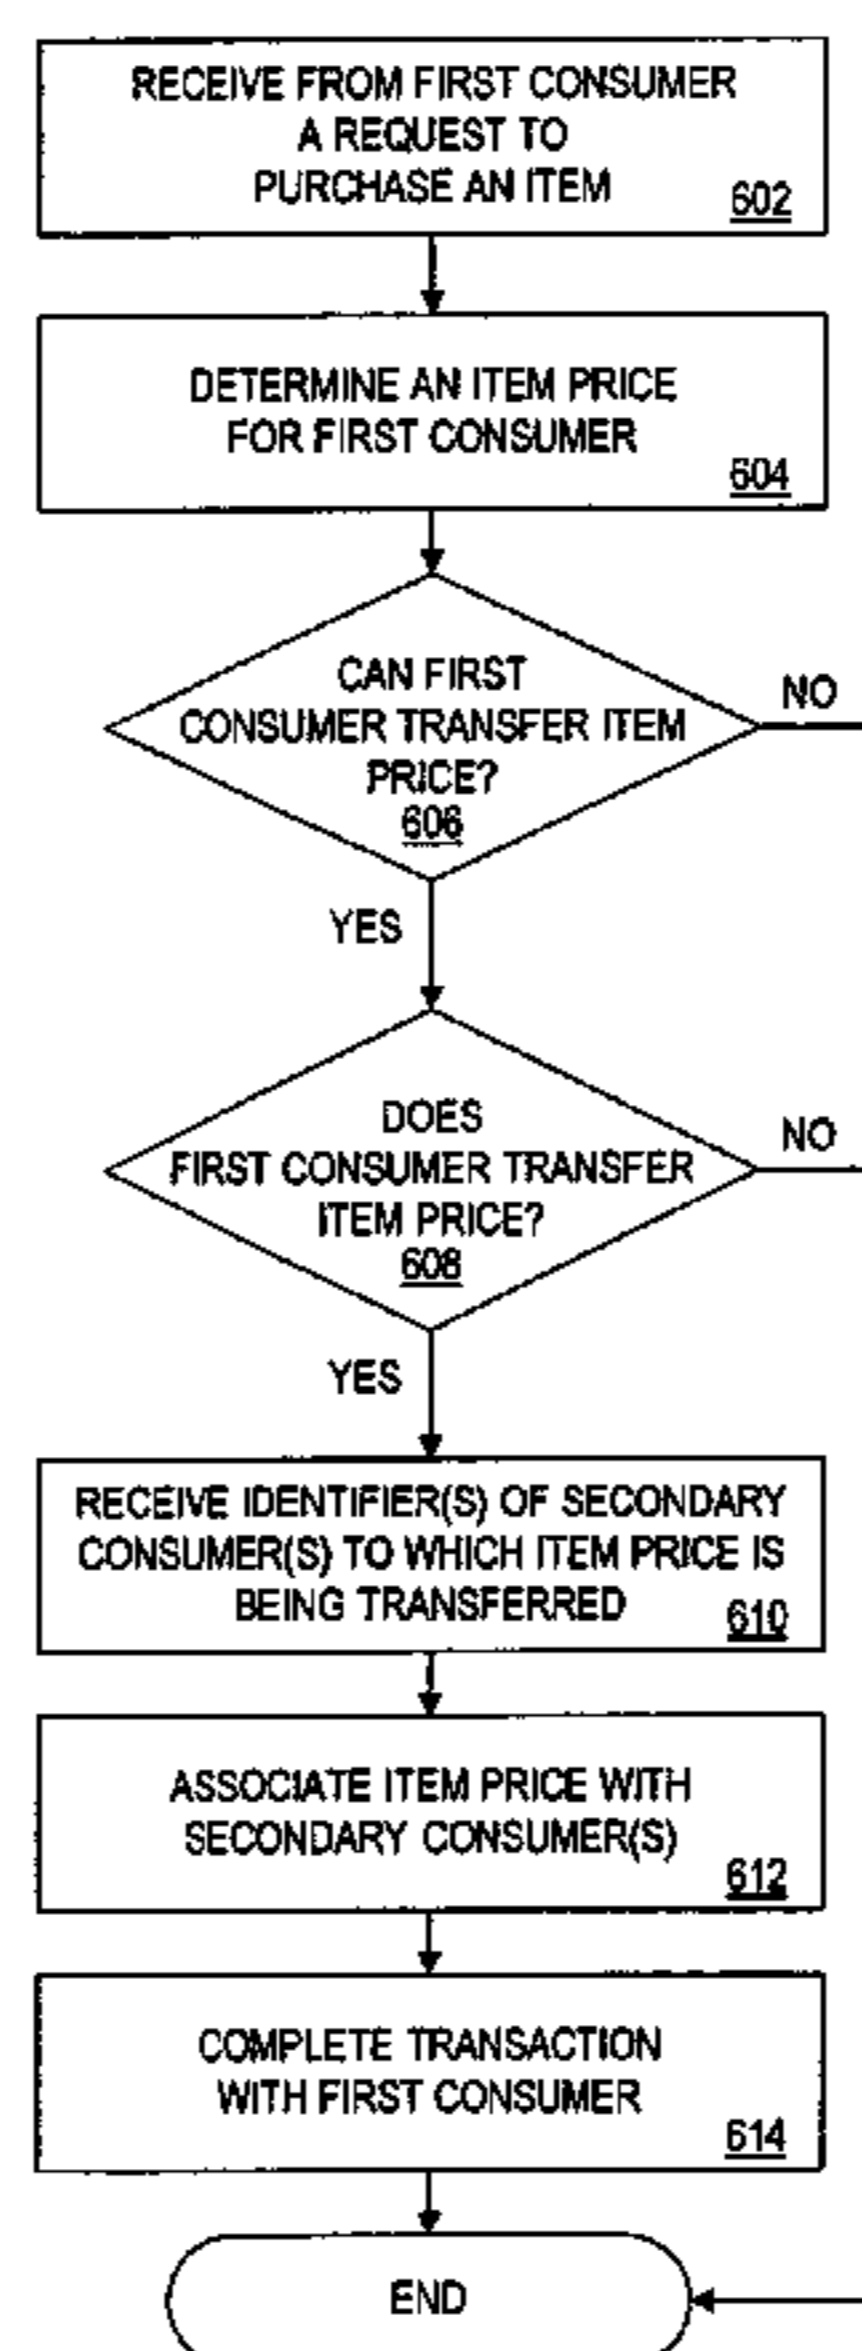 RECEIVE FROM FIRST CONSUMER
A REQUEST TO
PURCHASE AN ITEM
602
DETERMINE AN ITEM PRICE
FOR FIRST CONSUMER
604
CAN FIRST
CONSUMER TRANSFER ITEM
PRICE?
606
NO
YES
DOES
FIRST CONSUMER TRANSFER
ITEM PRICE?
608
NO
YES
RECEIVE IDENTIFIER(S) OF SECONDARY
CONSUMER(S) TO WHICH ITEM PRICE IS
BEING TRANSFERRED
610
ASSOCIATE ITEM PRICE WITH
SECONDARY CONSUMER(S)
612
COMPLETE TRANSACTION
WITH FIRST CONSUMER
614
END